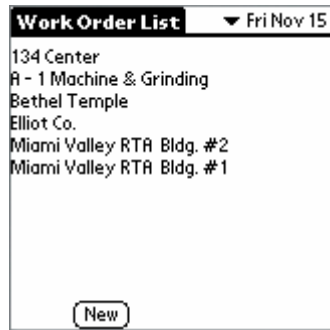 Work Order List
Fri Nov 15
134 Center
A - 1 Machine & Grinding
Bethel Temple
Elliot Co.
Miami Valley RTA Bldg. #2
Miami Valley RTA Bldg. #1
New